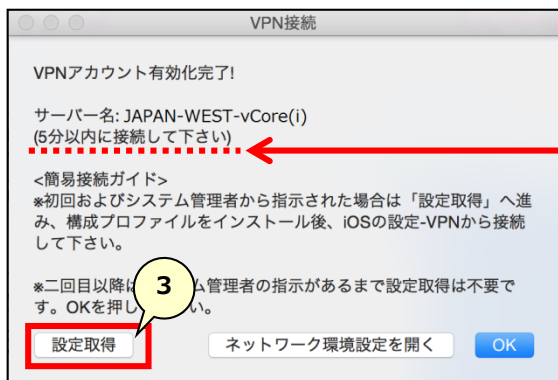 VPN接続
VPNアカウント有効化完了!
サーバー名: JAPAN-WEST-vCore(i)
(5分以内に接続して下さい)
<簡易接続ガイド>
※初回およびシステム管理者から指示された場合は「設定取得」へ進
み、構成プロファイルをインストール後、iOSの設定-VPNから接続
して下さい。
※二回目以降は ム管理者の指示があるまで設定取得は不要で
す。OKを押し い。
3
設定取得
ネットワーク環境設定を開く
OK